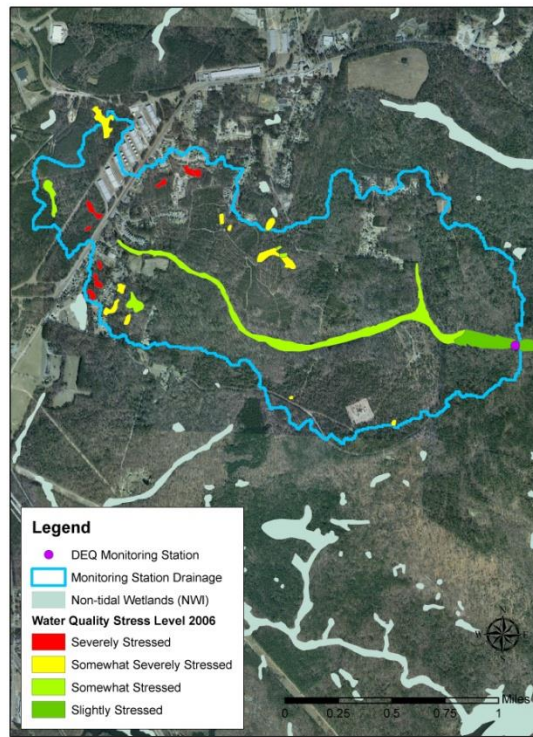 Legend
DEQ Monitoring Station
Monitoring Station Drainage
Non-tidal Wetlands (NWI)
Water Quality Stress Level 2006
Severely Stressed
Somewhat Severely Stressed
Somewhat Stressed
Slightly Stressed
N
W E
S
Miles
0 0.25 0.5 0.75 1